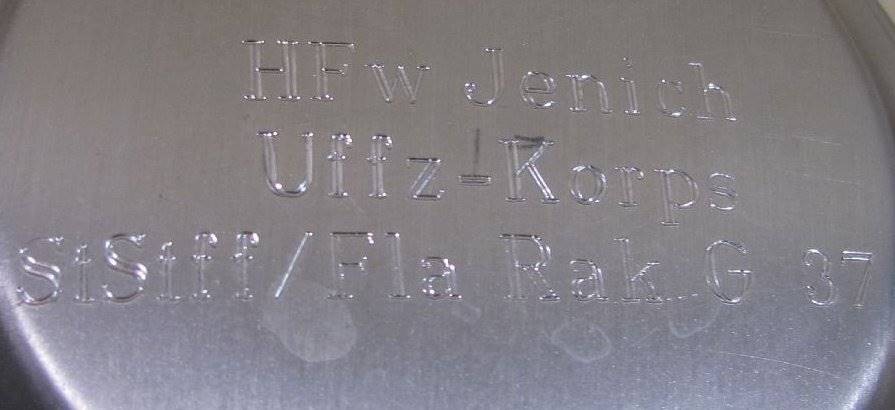 HFw Jenich
Uffz-Korps
StStff/Fla Rak G 37